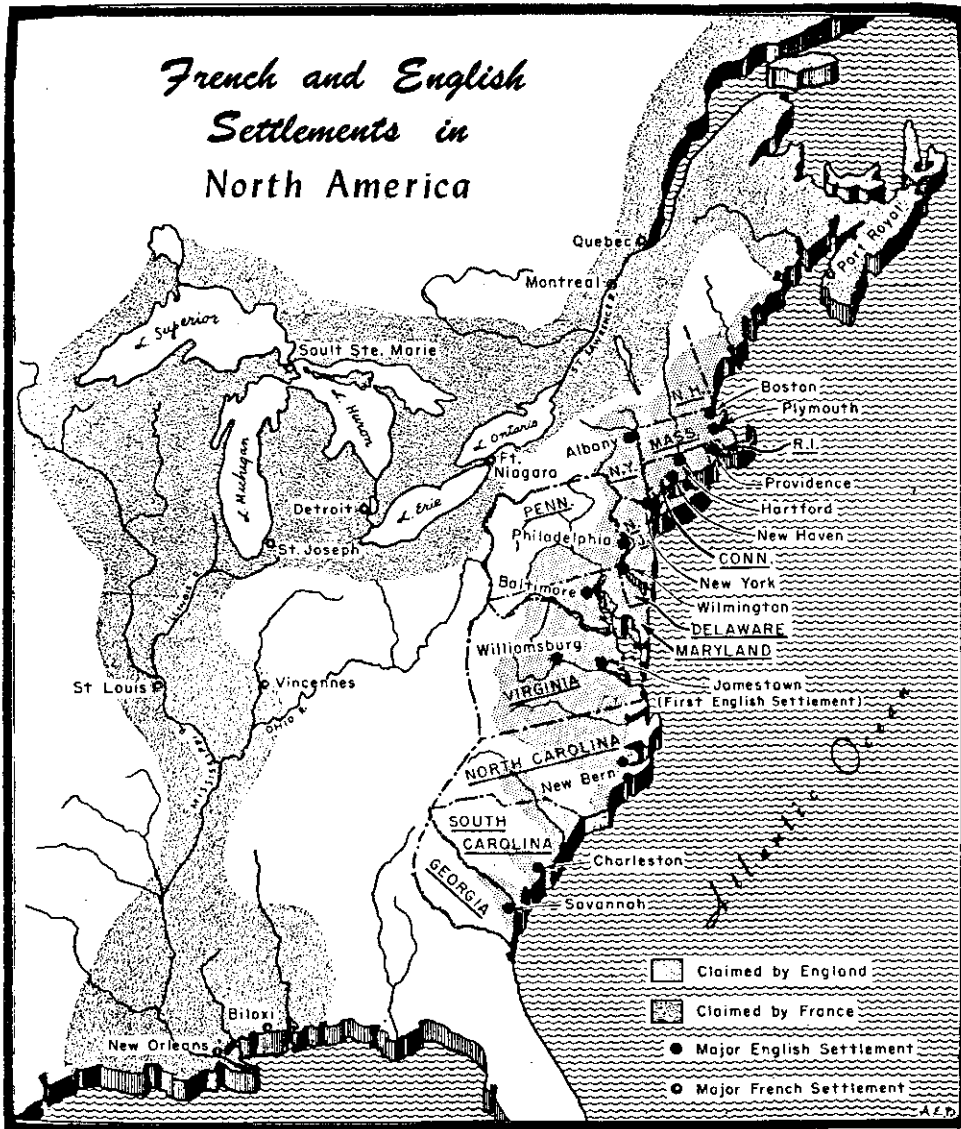 French and English
Settlements in
North America
Quebec
Port Royal
Montreal
ST. LAWRENCE R.
L. Superior
Sault Ste. Marie
L. Huron
L. Michigan
L. Ontario
Ft.
Niagara
L. Erie
Detroit
St. Joseph
N.H.
Boston
Plymouth
Albany
MASS.
R.I.
N.Y.
Providence
Hartford
PENN.
New Haven
N.
J.
Philadelphia
CONN.
New York
Baltimore
Wilmington
DELAWARE
MARYLAND
Illinois
Williamsburg
St Louis
Vincennes
VIRGINIA
Jamestown
(First English Settlement)
OHIO R.
MISSISSIPPI
NORTH CAROLINA
New Bern
SOUTH
CAROLINA
Charleston
GEORGIA
Savannah
Atlantic Ocean
Biloxi
New Orleans
Claimed by England
Claimed by France
Major English Settlement
Major French Settlement